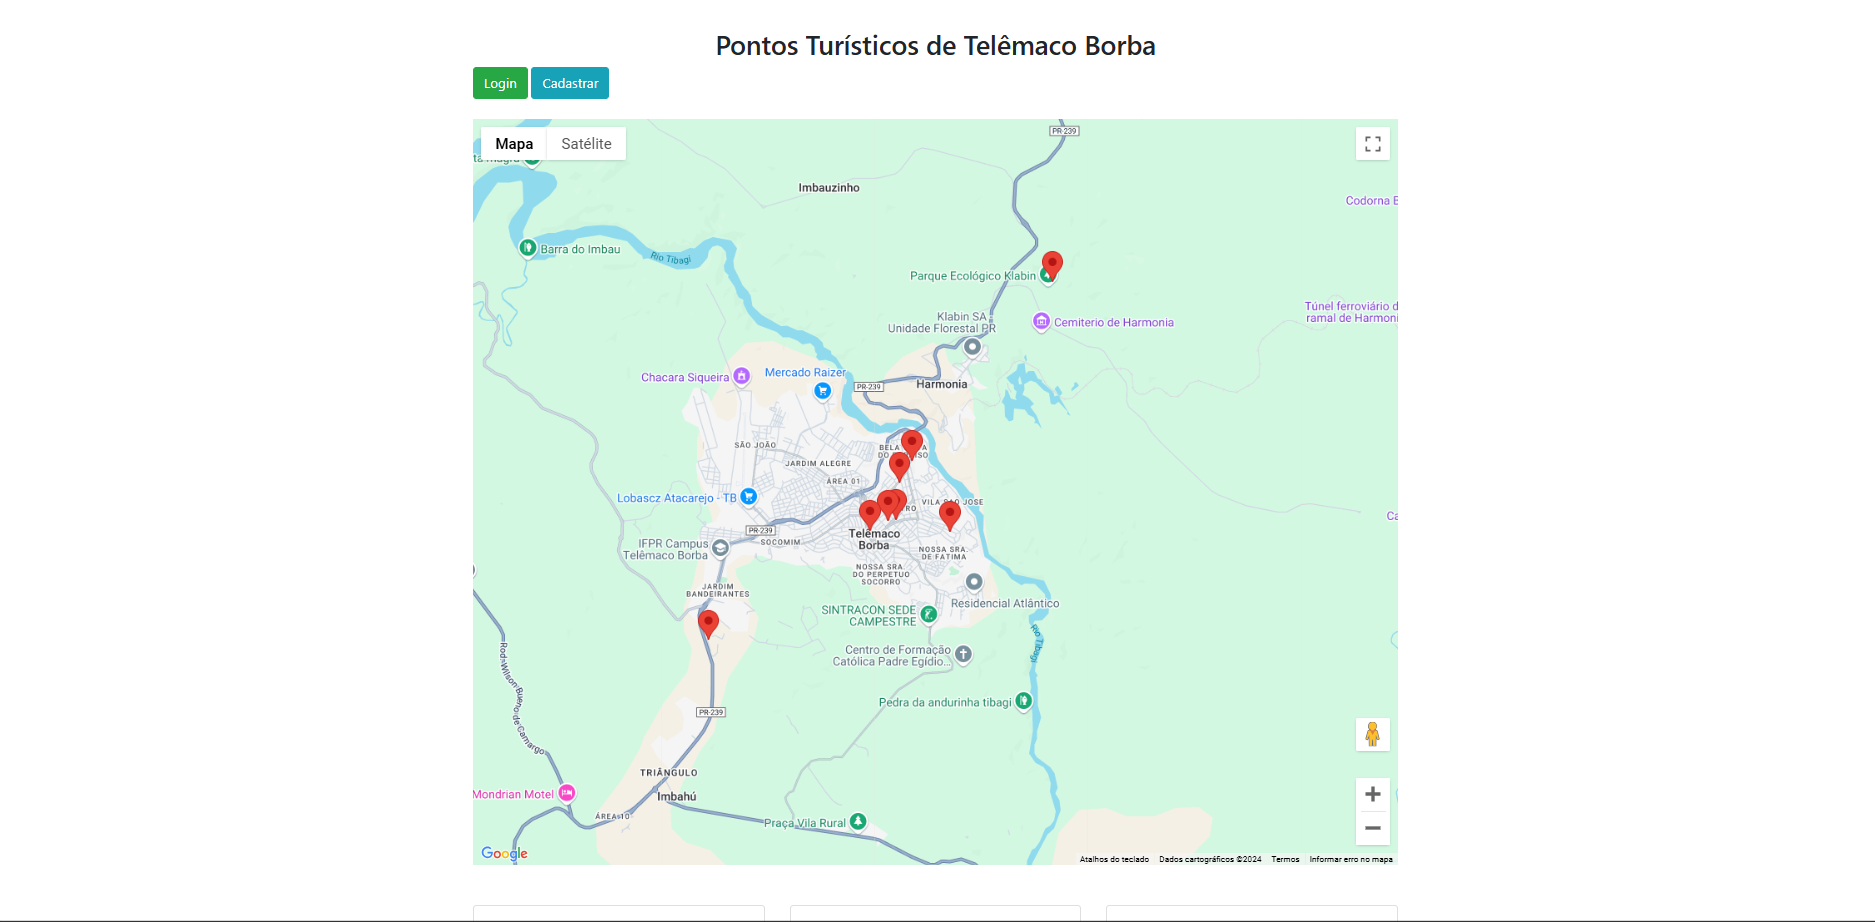 Pontos Turísticos de Telêmaco Borba
Login
Cadastrar
Mapa
Satélite
PR-239
Imbauzinho
Codorna
Barra do Imbau
Rio Tibagi
Parque Ecológico Klabin
Túnel ferroviário
ramal de
Klabin SA
Unidade Florestal PR
Cemiterio de Harmonia
Chacara Siqueira
Mercado Raizer
PR-239
Harmonia
SÃO JOÃO
BELA
DO
JARDIM ALEGRE
ÁREA 01
Lobascz Atacarejo - TB
VILA
JOSE
PR-239
Telêmaco
Borba
SOCOMIM
IFPR Campus
Telêmaco Borba
NOSSA SRA.
DE FATIMA
NOSSA SRA.
DO PERPETUO
SOCORRO
JARDIM
BANDEIRANTES
Residencial Atlântico
SINTRACON SEDE
CAMPESTRE
Rio Tibagi
Centro de Formação
Católica Padre Egídio...
Rod. Wilson Bueno de Camargo
Pedra da andurinha tibagi
PR-239
TRIÂNGULO
Mondrian Motel
Imbahú
ÁREA 10
Praça Vila Rural
Google
Atalhos do teclado
Dados cartográficos ©2024
Termos
Informar erro no mapa